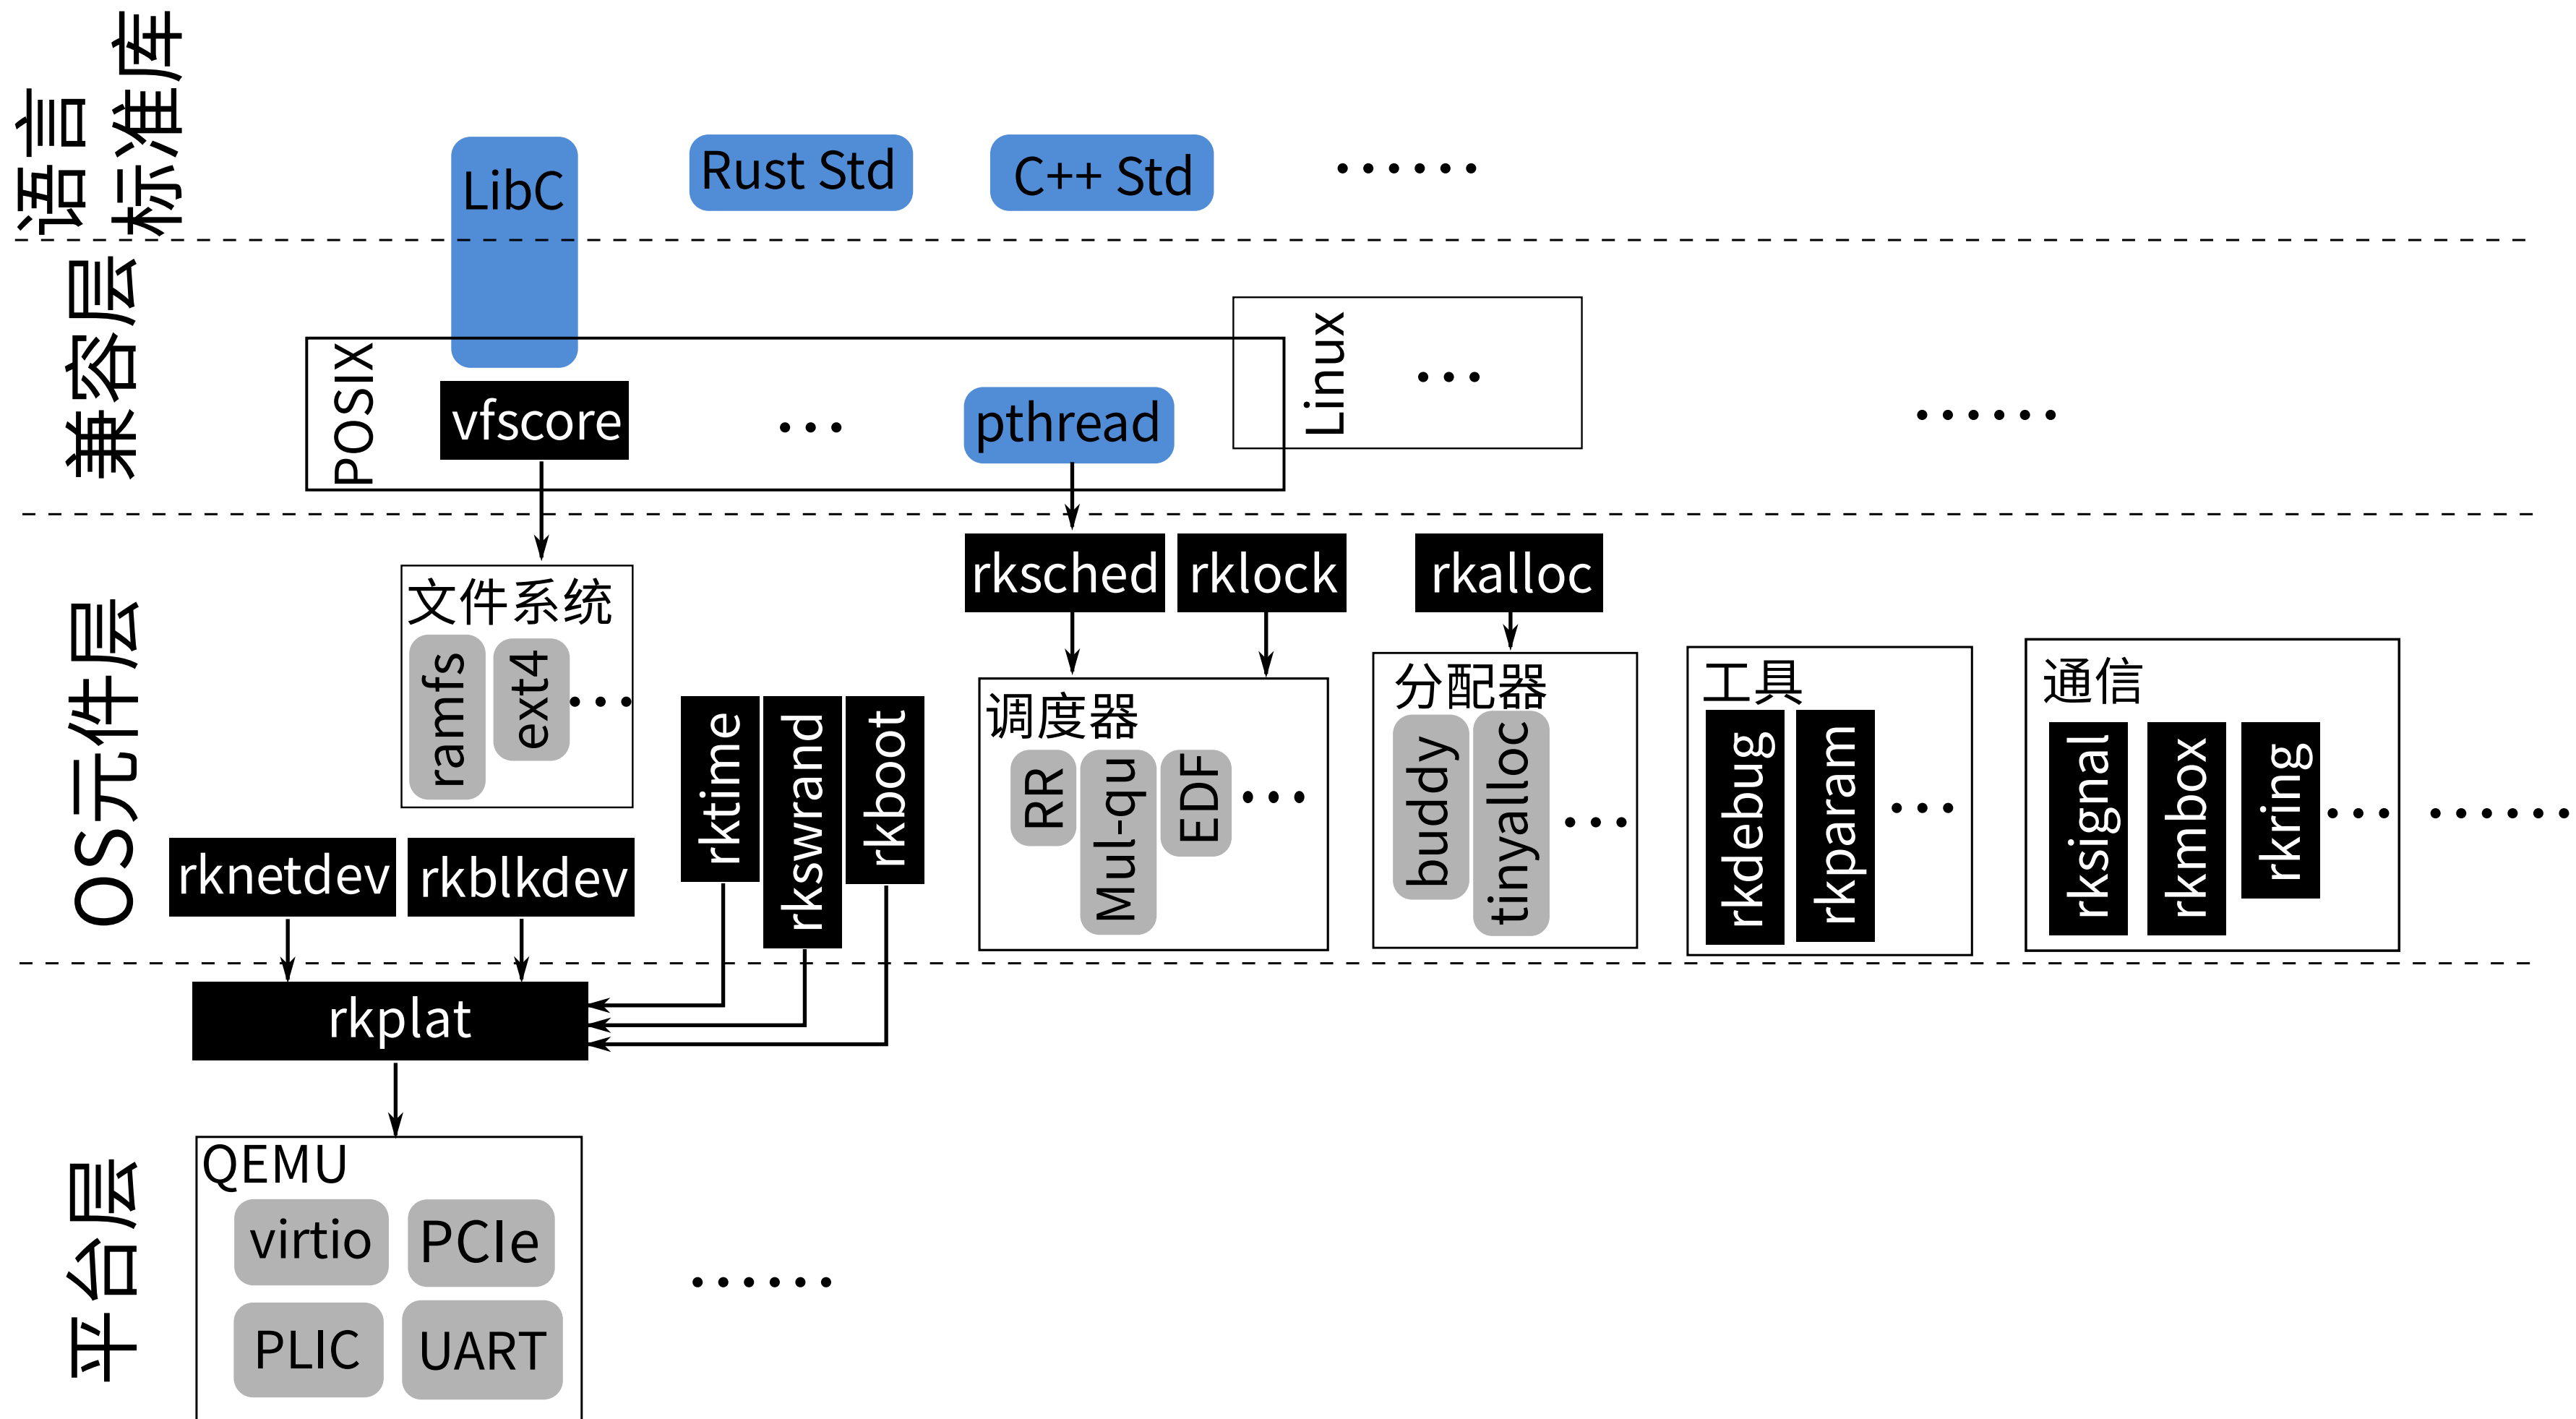 语言
标准库
LibC
Rust Std
C++ Std
......
兼容层
POSIX
vfscore
...
pthread
Linux
...
......
OS元件层
文件系统
ramfs
ext4
...
rknetdev
rkblkdev
rktime
rkswrand
rkboot
rksched
rklock
调度器
RR
Mul-qu
EDF
...
rkalloc
分配器
buddy
tinyalloc
...
工具
rkdebug
rkparam
...
通信
rksignal
rkmbox
rkring
...
......
平台层
rkplat
QEMU
virtio
PCIe
PLIC
UART
......